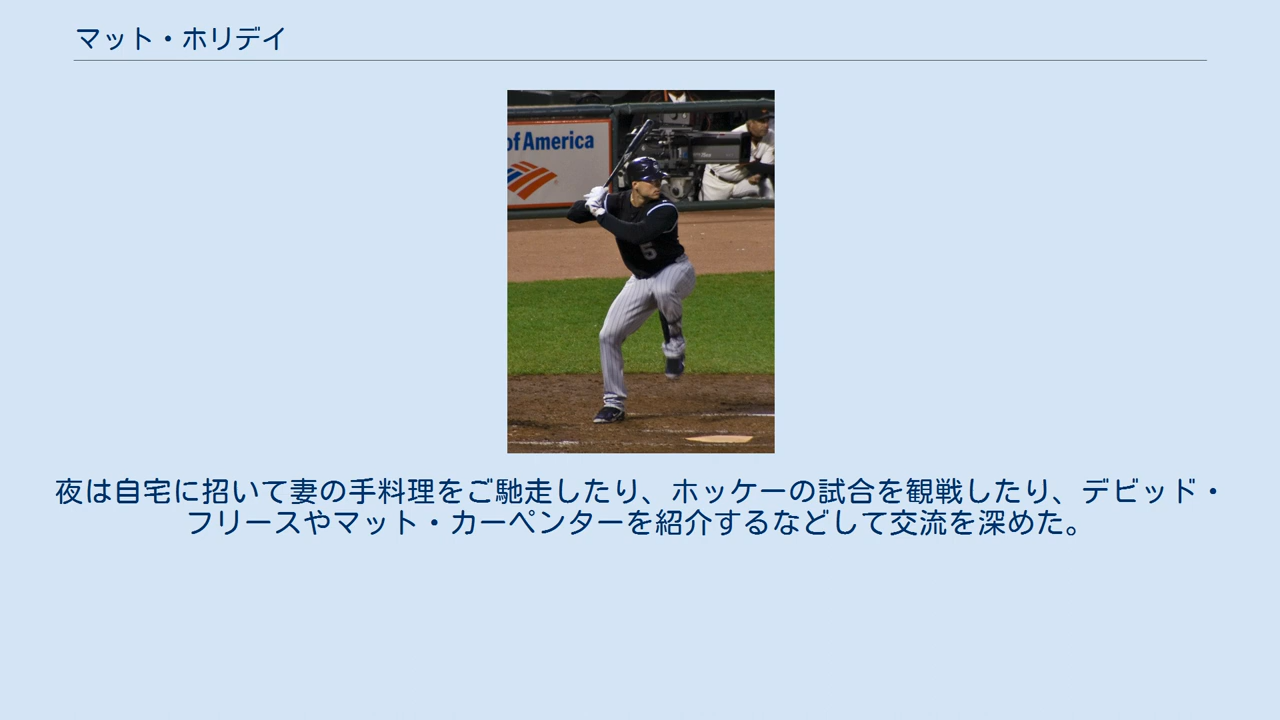 マット・ホリデイ
of America
5
夜は自宅に招いて妻の手料理をご馳走したり、ホッケーの試合を観戦したり、デビッド・
フリースやマット・カーペンターを紹介するなどして交流を深めた。